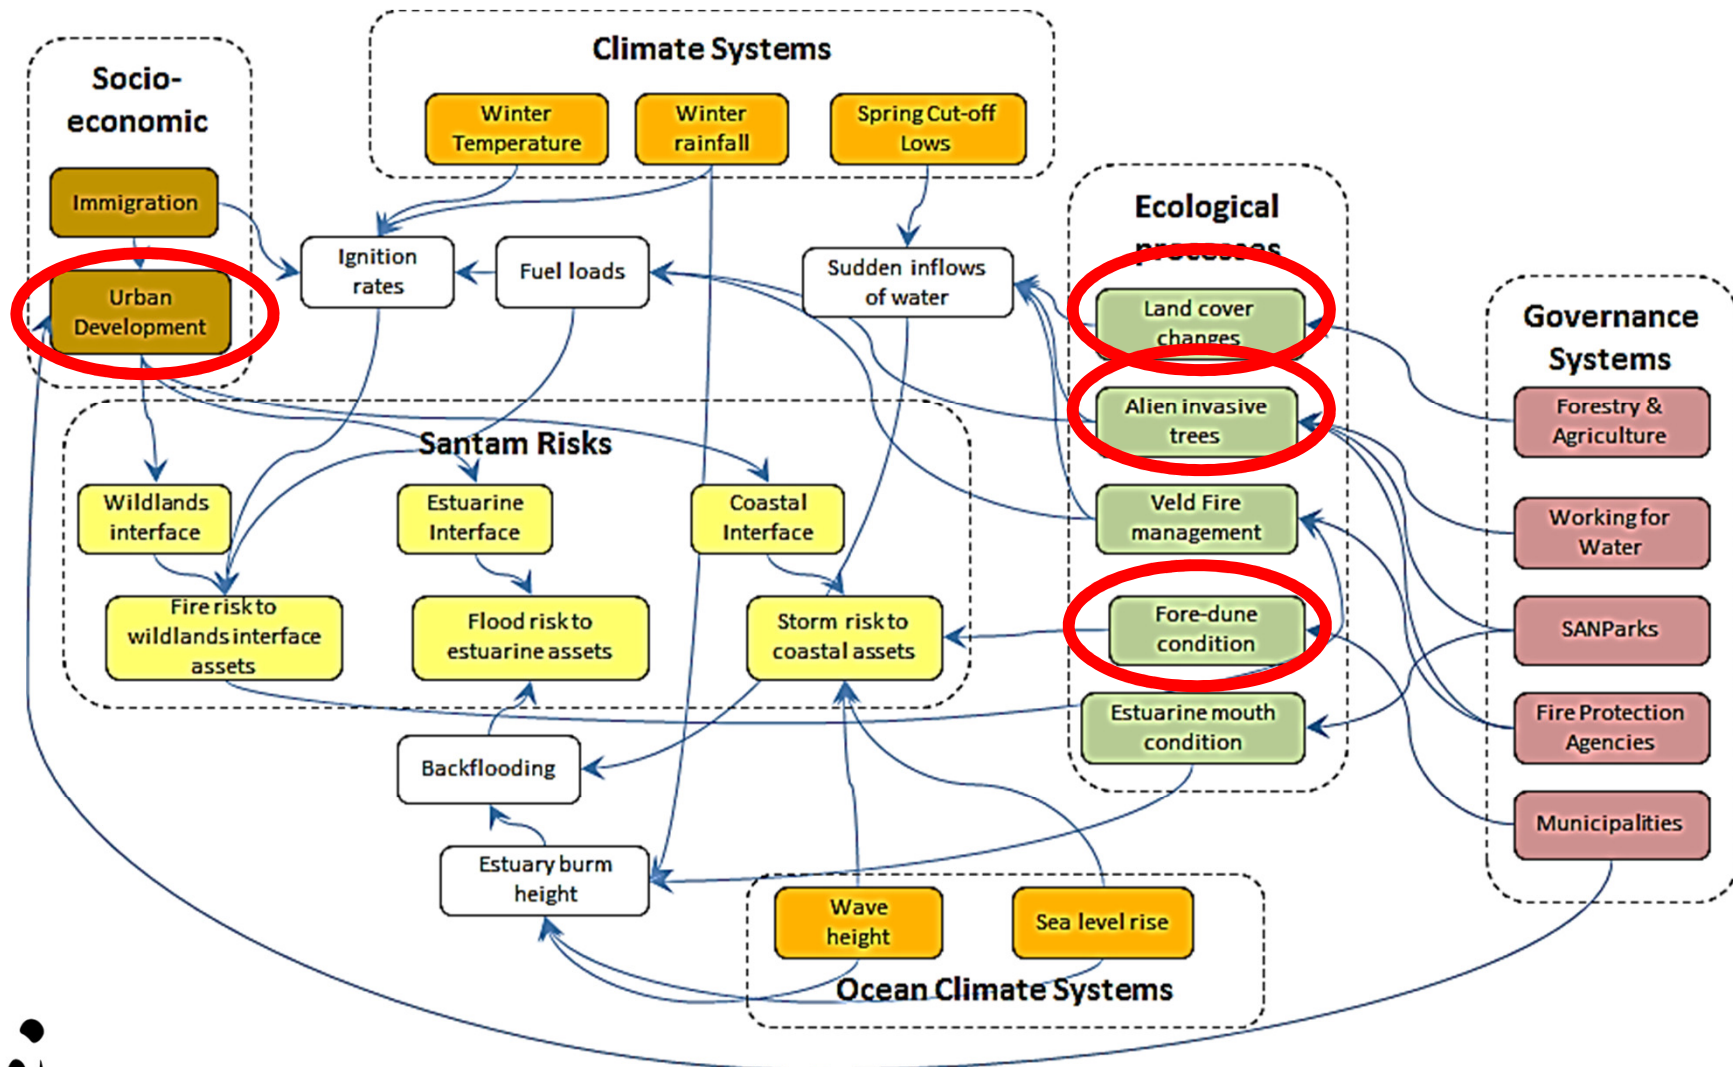 Climate Systems
Socio-
economic
Winter
Temperature
Winter
rainfall
Spring Cut-off
Lows
Immigration
Urban
Development
Ignition
rates
Fuel loads
Sudden inflows
of water
Ecological
processes
Land cover
changes
Alien invasive
trees
Veld Fire
management
Fore-dune
condition
Estuarine mouth
condition
Governance
Systems
Forestry &
Agriculture
Working for
Water
SANParks
Fire Protection
Agencies
Municipalities
Santam Risks
Wildlands
interface
Estuarine
Interface
Coastal
Interface
Fire risk to
wildlands interface
assets
Flood risk to
estuarine assets
Storm risk to
coastal assets
Backflooding
Estuary burm
height
Wave
height
Sea level rise
Ocean Climate Systems